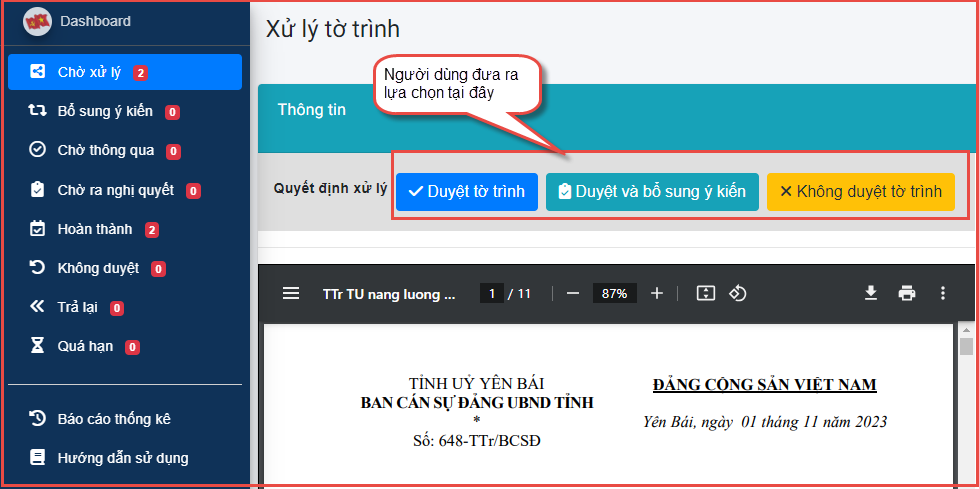 Dashboard
Chờ xử lý 2
Bổ sung ý kiến 0
Chờ thông qua 0
Chờ ra nghị quyết 0
Hoàn thành 2
Không duyệt 0
Trả lại 0
Quá hạn 0
Báo cáo thống kê
Hướng dẫn sử dụng
Xử lý tờ trình
Người dùng đưa ra
lựa chọn tại đây
Thông tin
Quyết định xử lý
Duyệt tờ trình
Duyệt và bổ sung ý kiến
Không duyệt tờ trình
TTr TU nang luong ... 1 / 11 87%
TỈNH UỶ YÊN BÁI
BAN CÁN SỰ ĐẢNG UBND TỈNH
*
Số: 648-TTr/BCSĐ
ĐẢNG CỘNG SẢN VIỆT NAM
Yên Bái, ngày 01 tháng 11 năm 2023